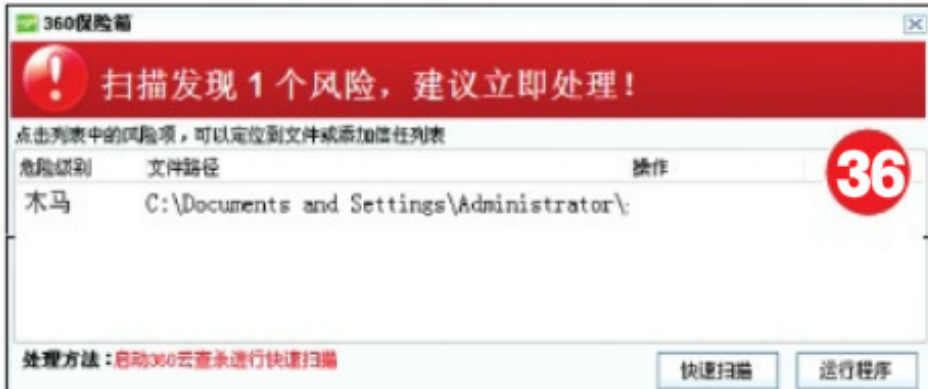 360保险箱
扫描发现 1 个风险，建议立即处理！
点击列表中的风险项，可以定位到文件或添加信任列表
危险级别 文件路径 操作
36
木马 C:\Documents and Settings\Administrator\
处理方法：启动360云查杀进行快速扫描
快速扫描 运行程序